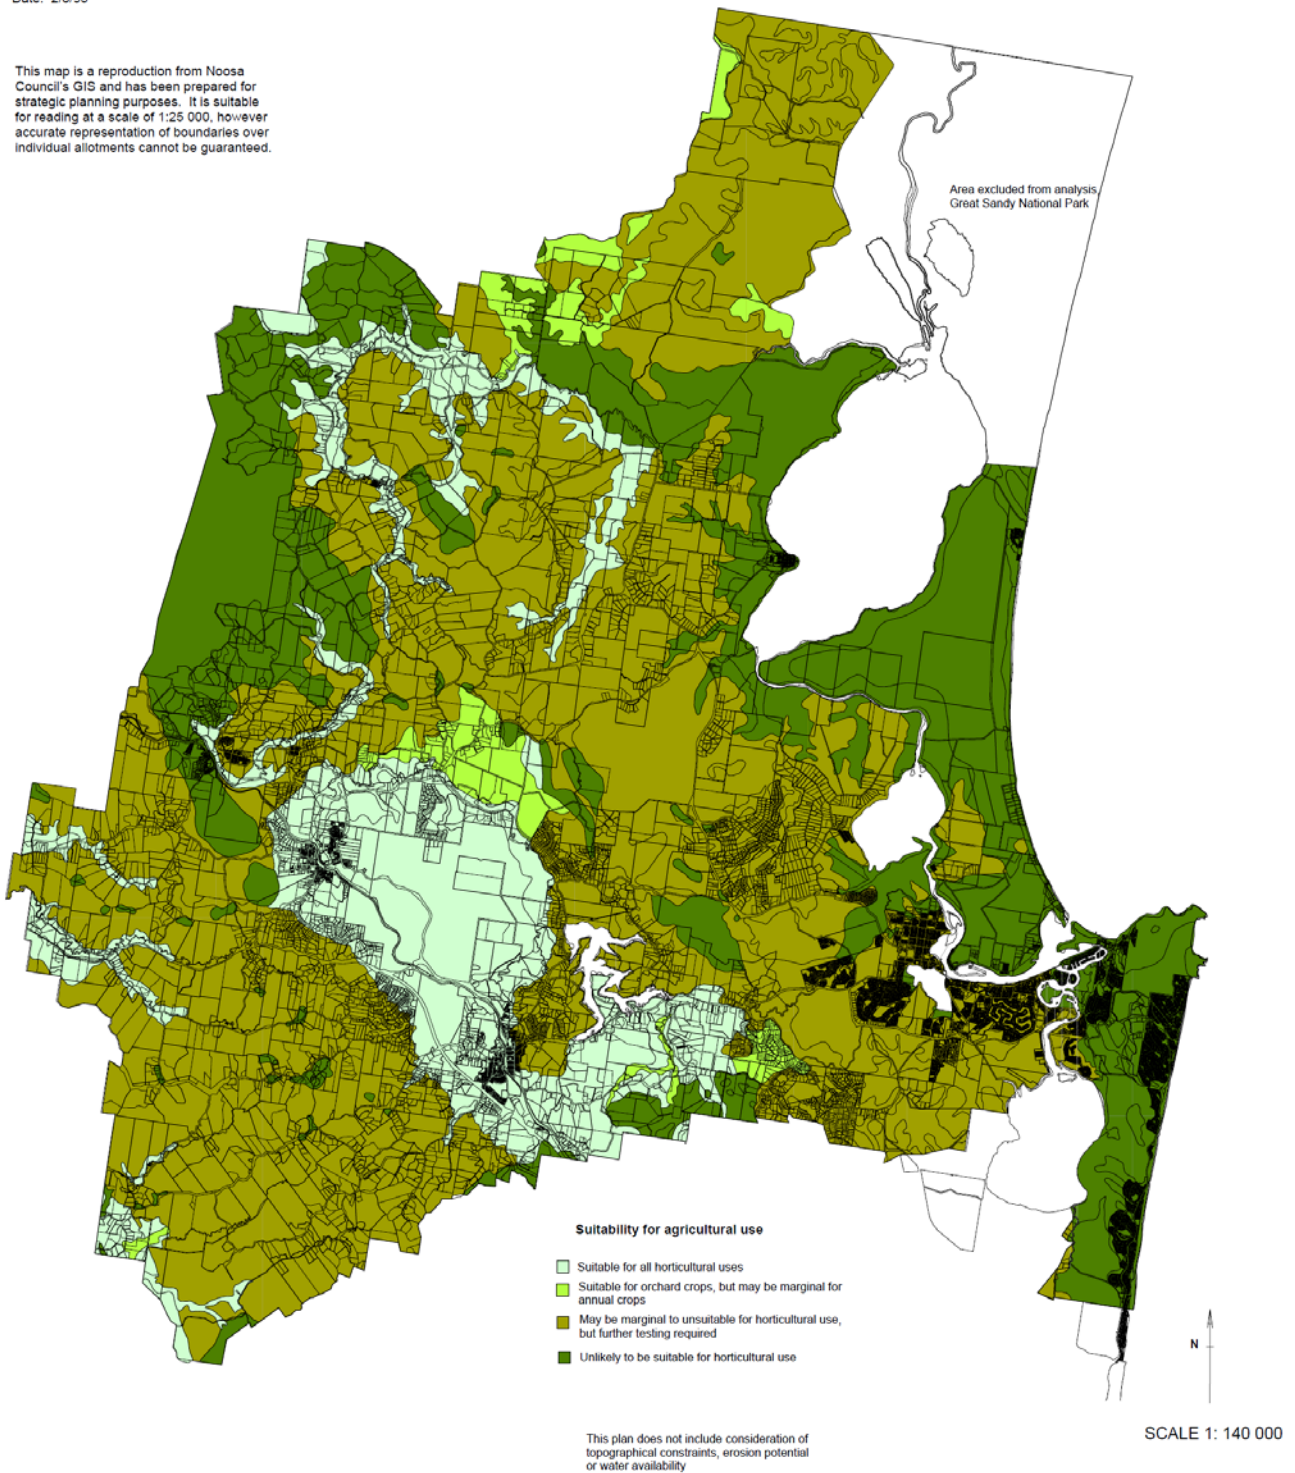 This map is a reproduction from Noosa
Council's GIS and has been prepared for
strategic planning purposes. It is suitable
for reading at a scale of 1:25 000, however
accurate representation of boundaries over
individual allotments cannot be guaranteed.
Area excluded from analysis,
Great Sandy National Park
Suitability for agricultural use
Suitable for all horticultural uses
Suitable for orchard crops, but may be marginal for
annual crops
May be marginal to unsuitable for horticultural use,
but further testing required
Unlikely to be suitable for horticultural use
N
SCALE 1: 140 000
This plan does not include consideration of
topographical constraints, erosion potential
or water availability